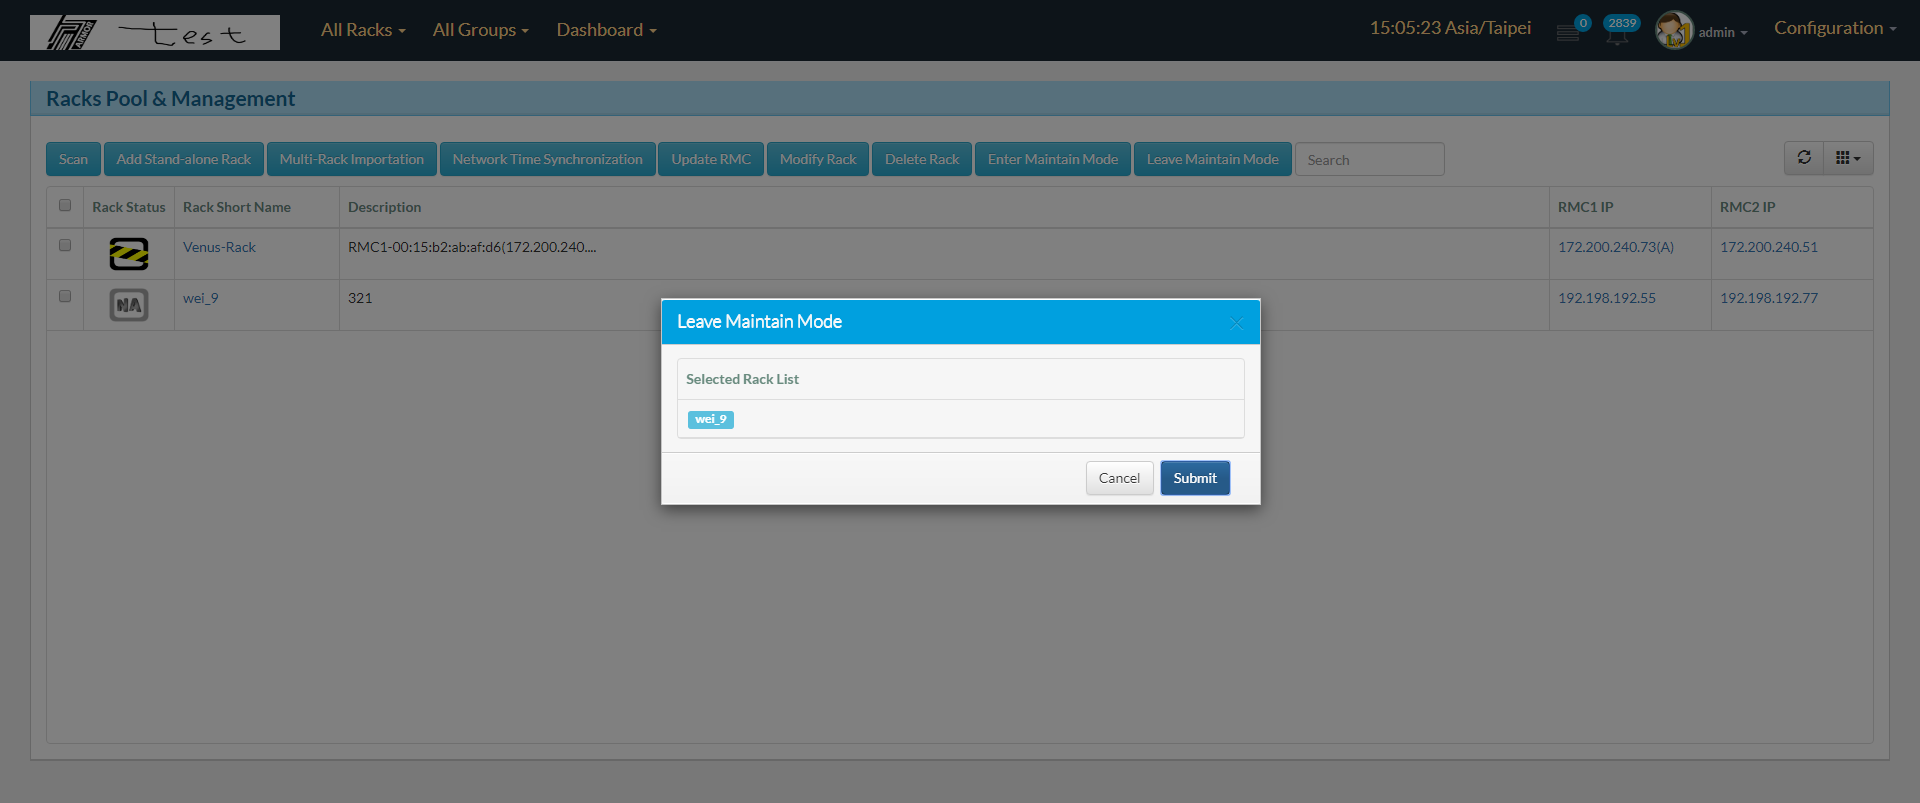 ARMOR test All Racks All Groups Dashboard 15:05:23 Asia/Taipei 0 2839 admin Configuration
Racks Pool & Management
Scan Add Stand-alone Rack Multi-Rack Importation Network Time Synchronization Update RMC Modify Rack Delete Rack Enter Maintain Mode Leave Maintain Mode Search
Rack Status Rack Short Name Description RMC1 IP RMC2 IP
Venus-Rack RMC1-00:15:b2:ab:af:d6(172.200.240.... 172.200.240.73(A) 172.200.240.51
NA wei_9 321 192.198.192.55 192.198.192.77
Leave Maintain Mode
Selected Rack List
wei_9
Cancel Submit